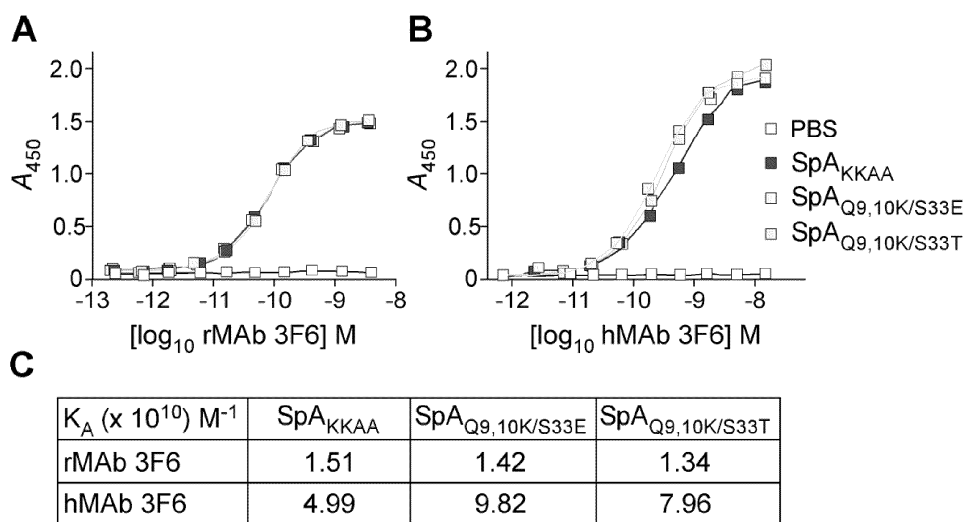 A
B
2.0
1.5
1.0
0.5
0
A450
-13 -12 -11 -10 -9 -8
[log10 rMAb 3F6] M
2.0
1.5
1.0
0.5
0
A450
-12 -11 -10 -9 -8
[log10 hMAb 3F6] M
PBS
SpAKKAA
SpAQ9,10K/S33E
SpAQ9,10K/S33T
C
KA (x 10^10) M^-1 SpAKKAA SpAQ9,10K/S33E SpAQ9,10K/S33T
rMAb 3F6 1.51 1.42 1.34
hMAb 3F6 4.99 9.82 7.96